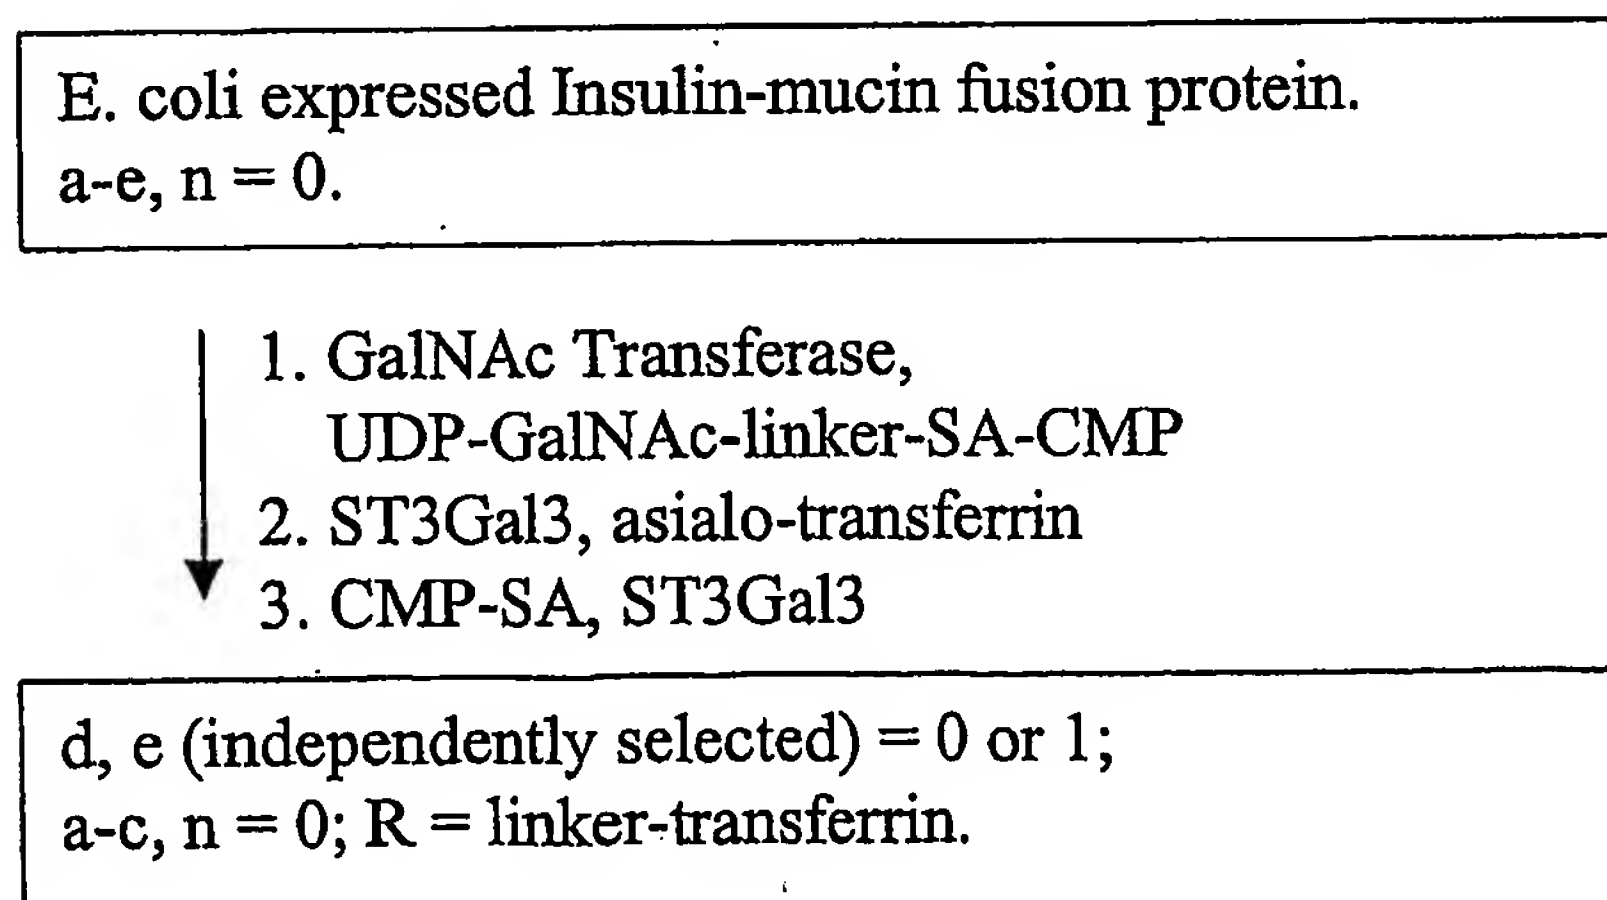 E. coli expressed Insulin-mucin fusion protein.
a-e, n = 0.
1. GalNAc Transferase,
UDP-GalNAc-linker-SA-CMP
2. ST3Gal3, asialo-transferrin
3. CMP-SA, ST3Gal3
d, e (independently selected) = 0 or 1;
a-c, n = 0; R = linker-transferrin.